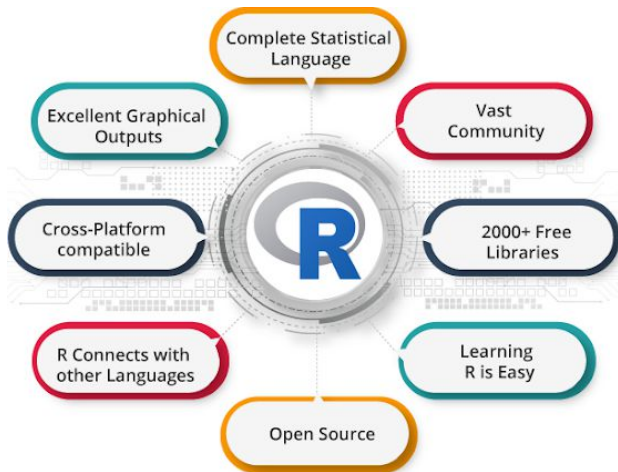 Complete Statistical
Language
Excellent Graphical
Outputs
Vast
Community
Cross-Platform
compatible
R
2000+ Free
Libraries
R Connects with
other Languages
Learning
R is Easy
Open Source